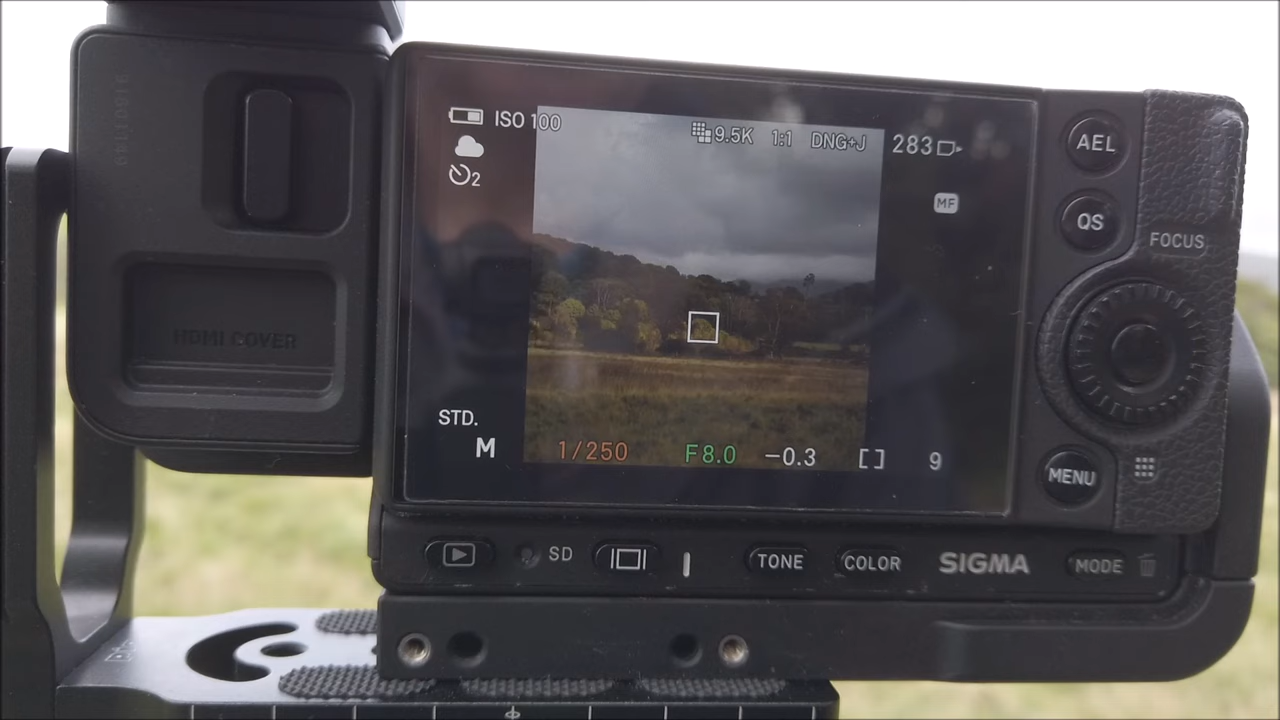 ISO 100
9.5K 1:1 DNG+J
283
2
MF
STD.
M 1/250 F8.0 −0.3 [ ] 9
AEL
QS
FOCUS
MENU
HDMI COVER
SD TONE COLOR SIGMA MODE